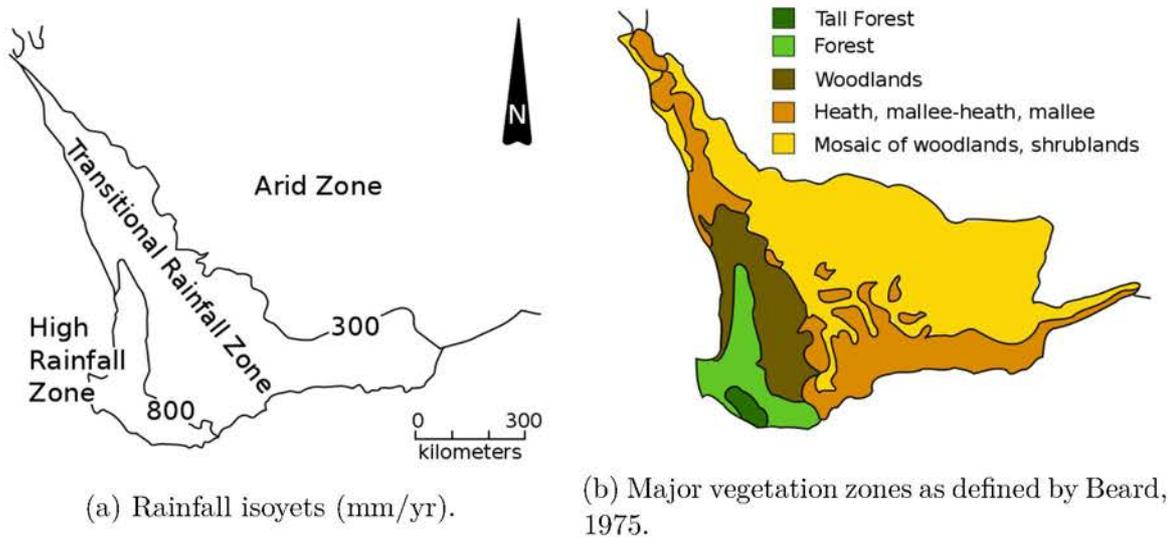 N
Transitional Rainfall Zone
Arid Zone
High
Rainfall
Zone
300
800
0 300
kilometers
(a) Rainfall isoyets (mm/yr).
Tall Forest
Forest
Woodlands
Heath, mallee-heath, mallee
Mosaic of woodlands, shrublands
(b) Major vegetation zones as defined by Beard,
1975.